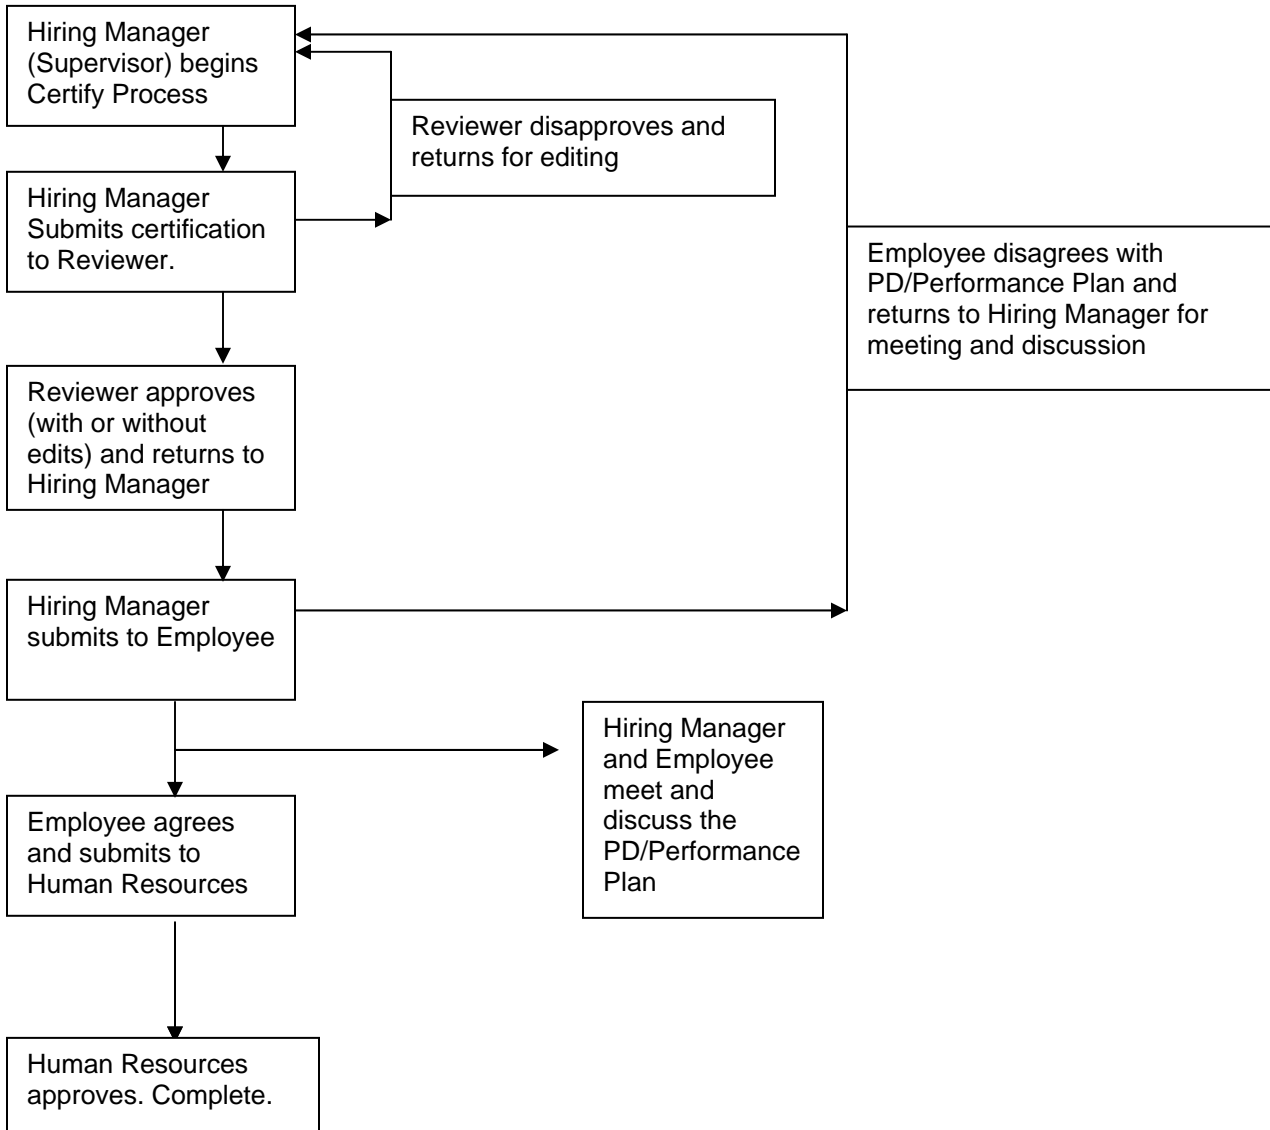 Hiring Manager
(Supervisor) begins
Certify Process
Reviewer disapproves and
returns for editing
Hiring Manager
Submits certification
to Reviewer.
Employee disagrees with
PD/Performance Plan and
returns to Hiring Manager for
meeting and discussion
Reviewer approves
(with or without
edits) and returns to
Hiring Manager
Hiring Manager
submits to Employee
Hiring Manager
and Employee
meet and
discuss the
PD/Performance
Plan
Employee agrees
and submits to
Human Resources
Human Resources
approves. Complete.